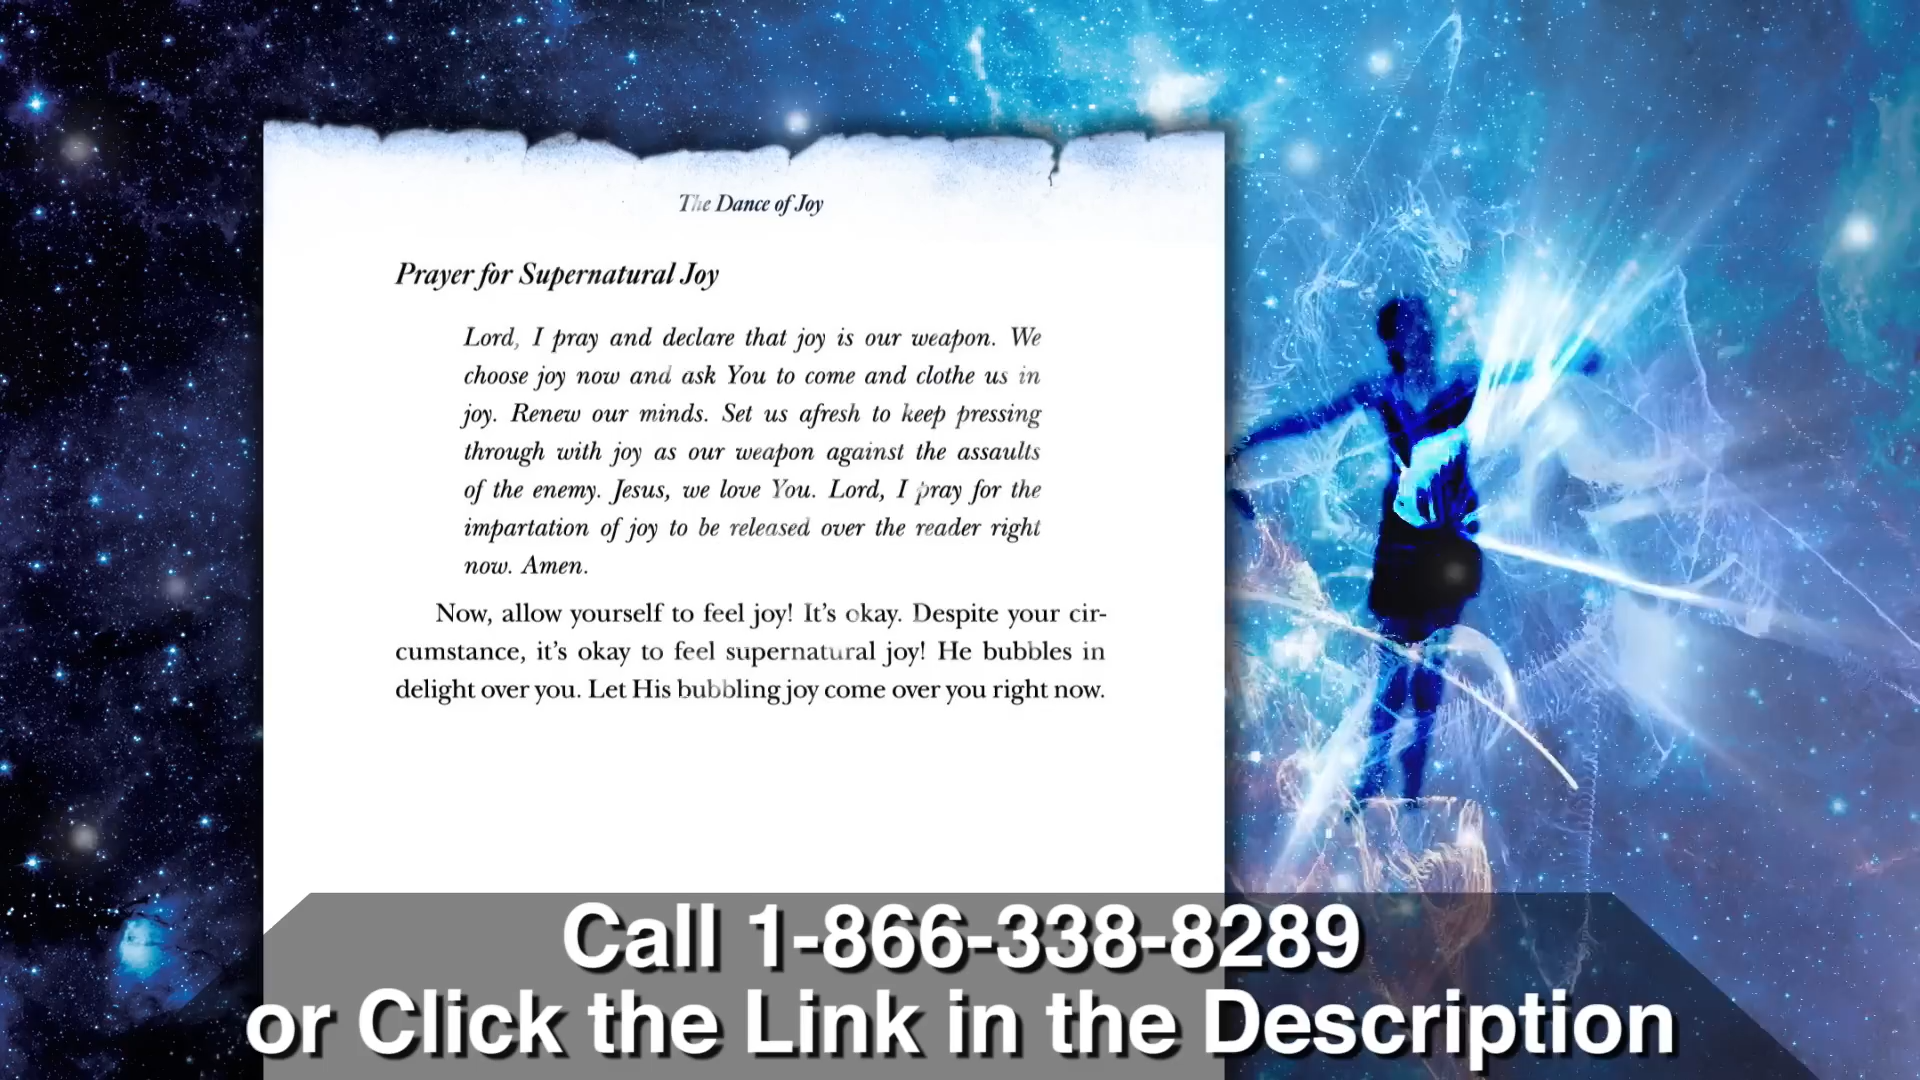 The Dance of Joy
Prayer for Supernatural Joy
Lord, I pray and declare that joy is our weapon. We
choose joy now and ask You to come and clothe us in
joy. Renew our minds. Set us afresh to keep pressing
through with joy as our weapon against the assaults
of the enemy. Jesus, we love You. Lord, I pray for the
impartation of joy to be released over the reader right
now. Amen.
Now, allow yourself to feel joy! It's okay. Despite your cir-
cumstance, it's okay to feel supernatural joy! He bubbles in
delight over you. Let His bubbling joy come over you right now.
Call 1-866-338-8289
or Click the Link in the Description